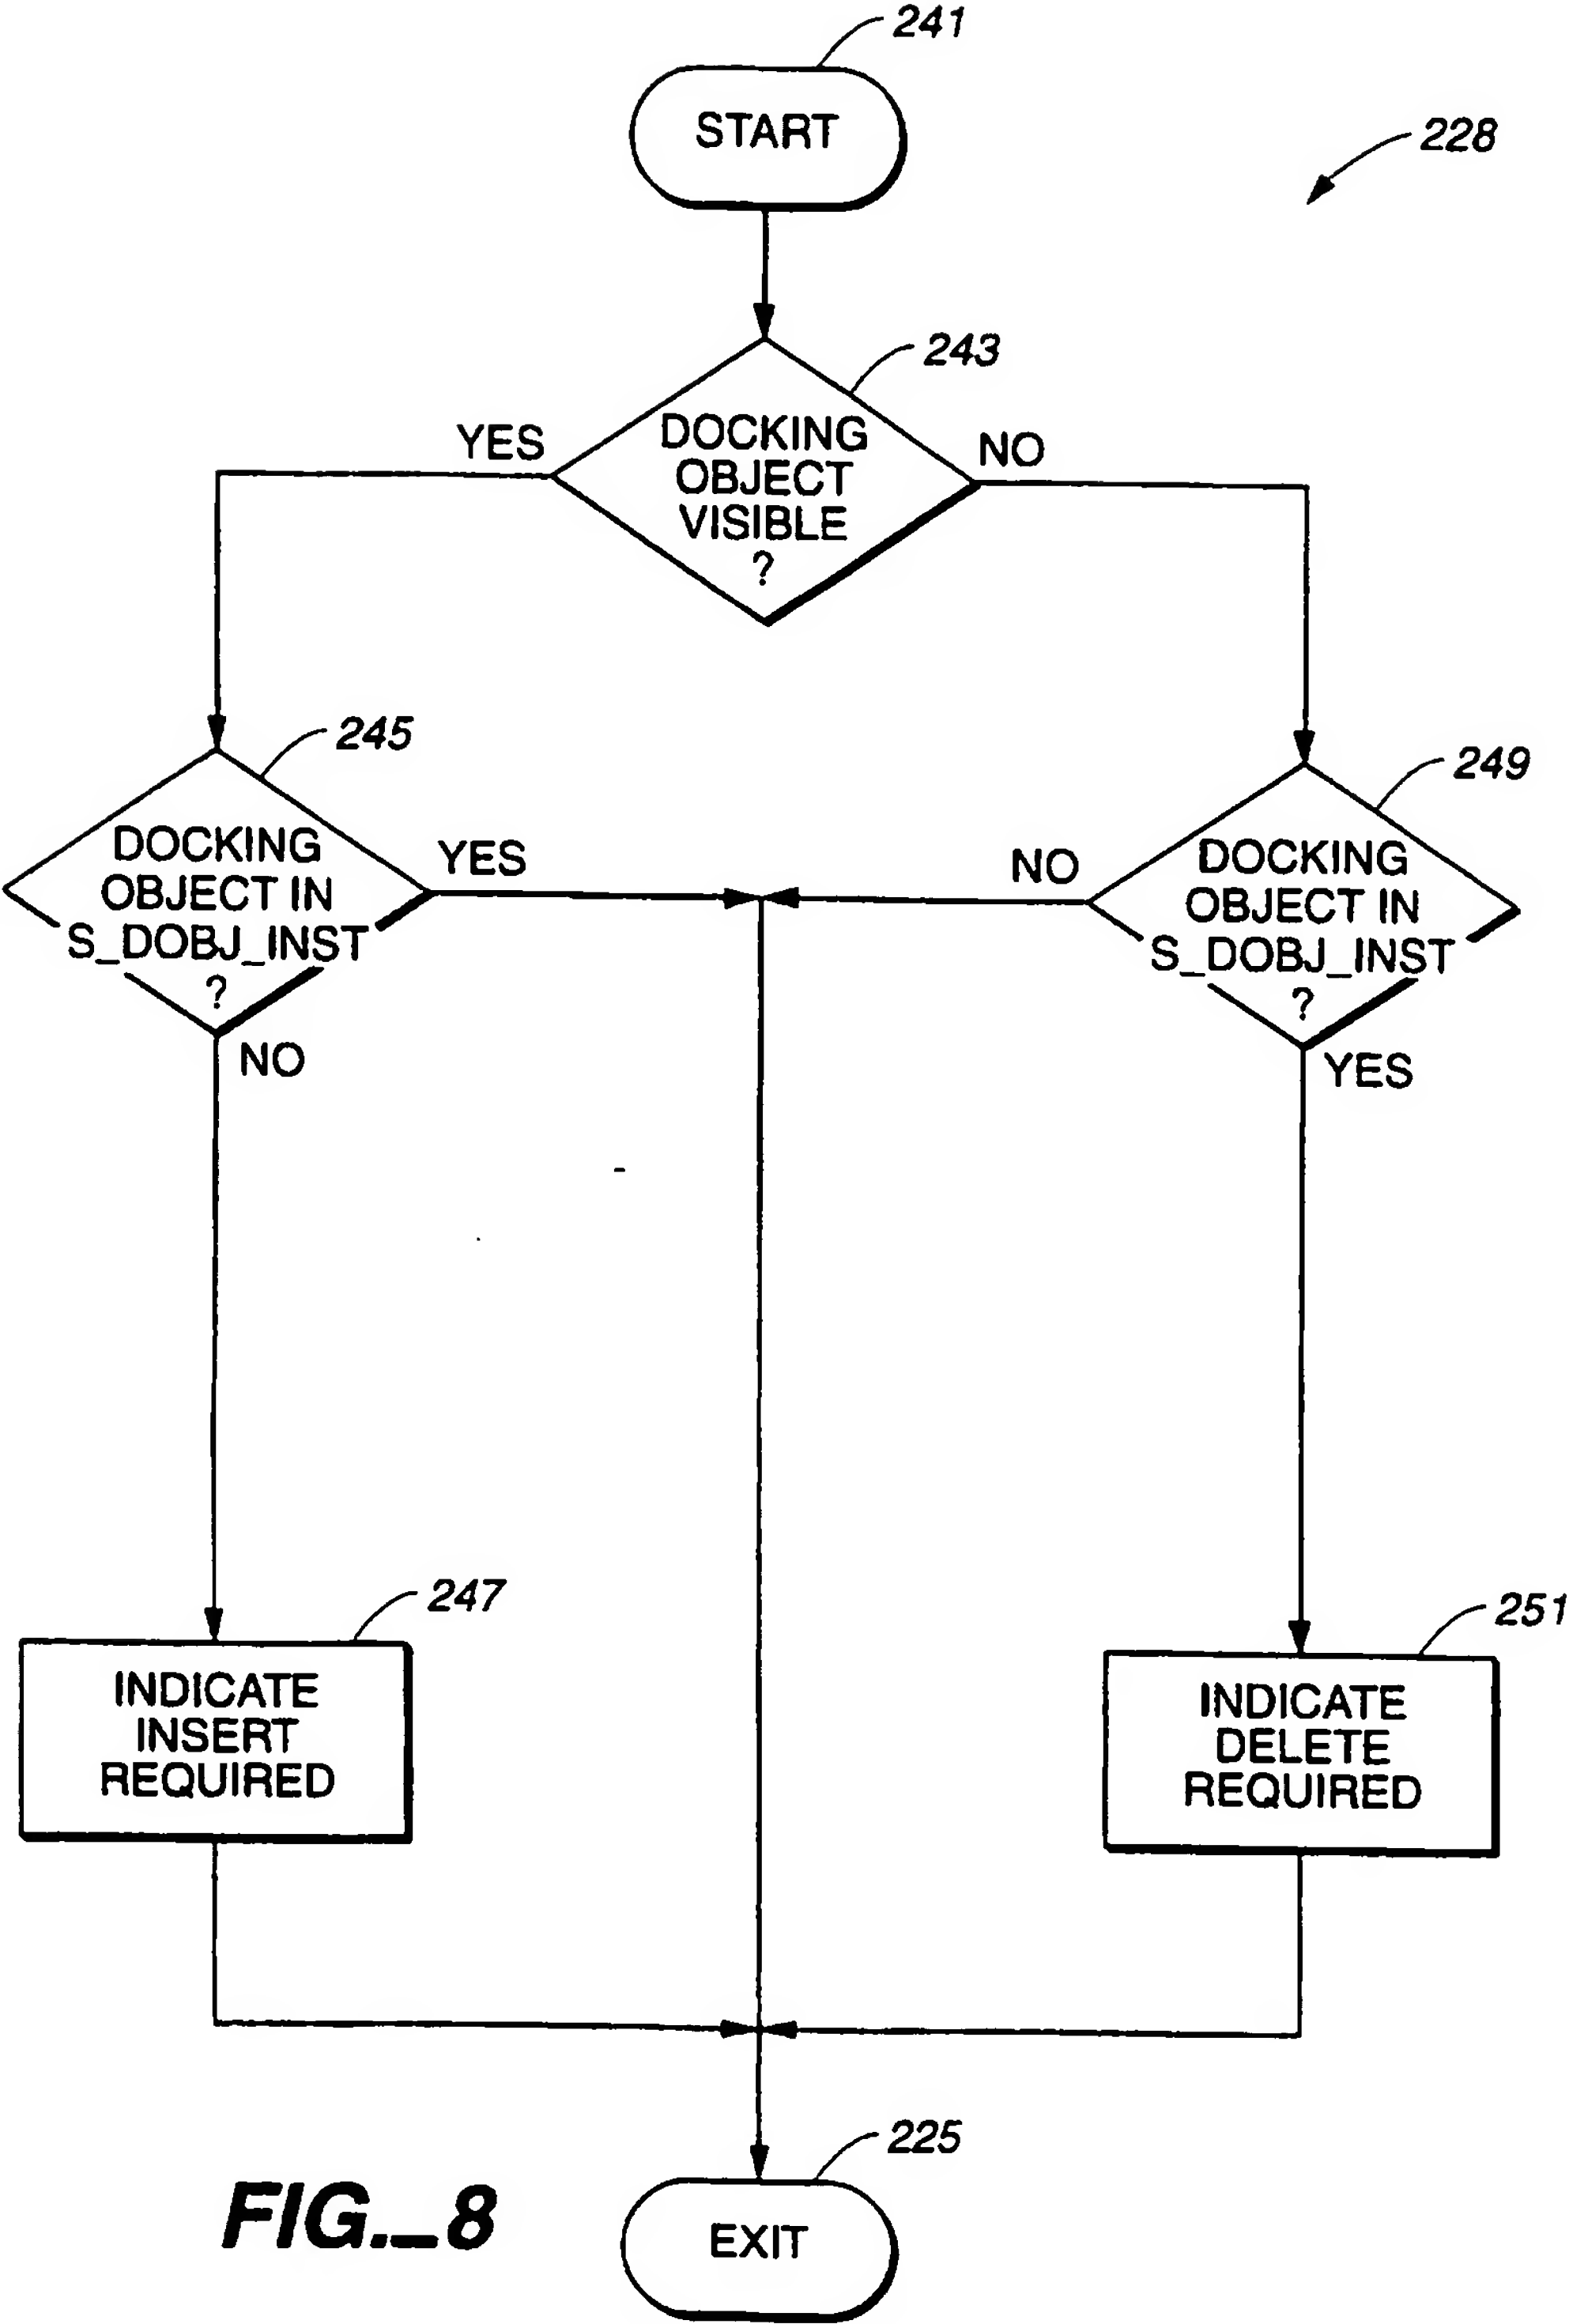 241
START
228
243
DOCKING
OBJECT
VISIBLE
?
YES
NO
245
DOCKING
OBJECT IN
S_DOBJ_INST
?
YES
NO
249
DOCKING
OBJECT IN
S_DOBJ_INST
?
NO
YES
247
INDICATE
INSERT
REQUIRED
251
INDICATE
DELETE
REQUIRED
225
EXIT
FIG._8